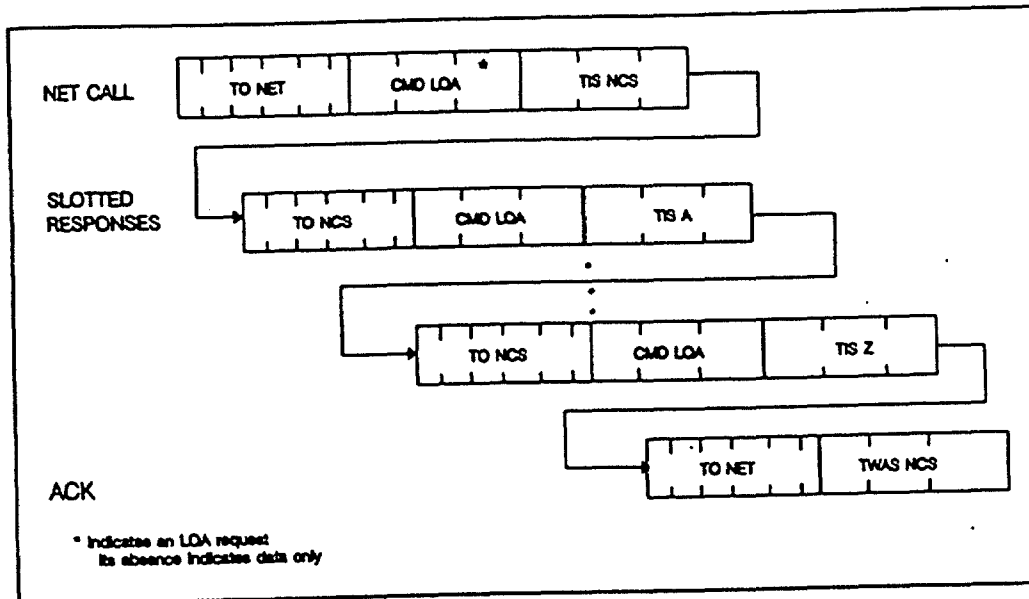 NET CALL
TO NET
CMD LQA
*
TIS NCS
SLOTTED
RESPONSES
TO NCS
CMD LQA
TIS A
TO NCS
CMD LQA
TIS Z
TO NET
TWAS NCS
ACK
* Indicates an LQA request
Its absence indicates data only